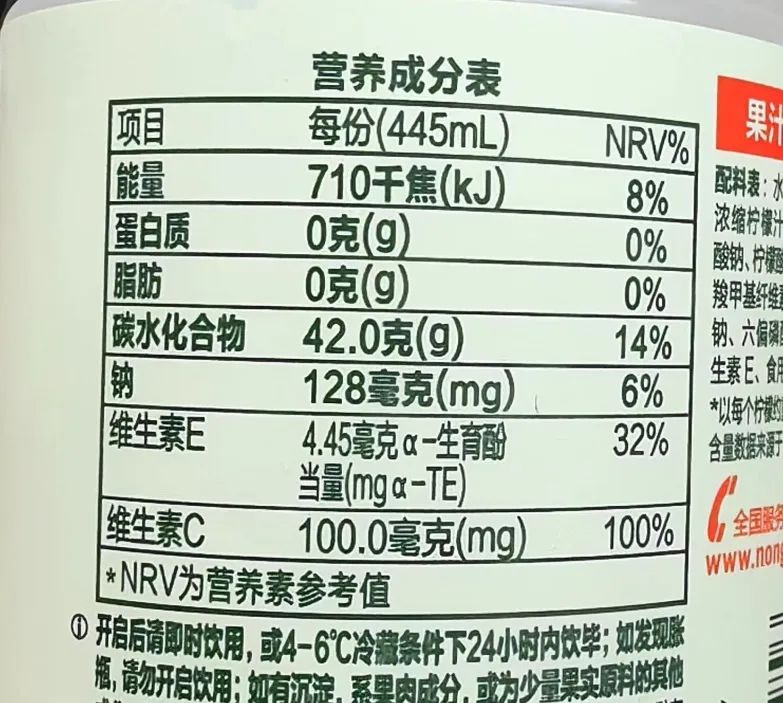 营养成分表
项目 每份(445mL) NRV%
能量 710千焦(kJ) 8%
蛋白质 0克(g) 0%
脂肪 0克(g) 0%
碳水化合物 42.0克(g) 14%
钠 128毫克(mg) 6%
维生素E 4.45毫克α-生育酚 32%
当量(mgα-TE)
维生素C 100.0毫克(mg) 100%
*NRV为营养素参考值
ⓘ 开启后请即时饮用，或4-6℃冷藏条件下24小时内饮毕；如发现胀
瓶，请勿开启饮用；如有沉淀，系果肉成分，或为少量果实原料的其他
果汁
配料表：水
浓缩柠檬汁
酸钠、柠檬酸
羧甲基纤维素
钠、六偏磷酸
生素E、食用
*以每个柠檬约
含量数据来源于
全国服务
www.nong